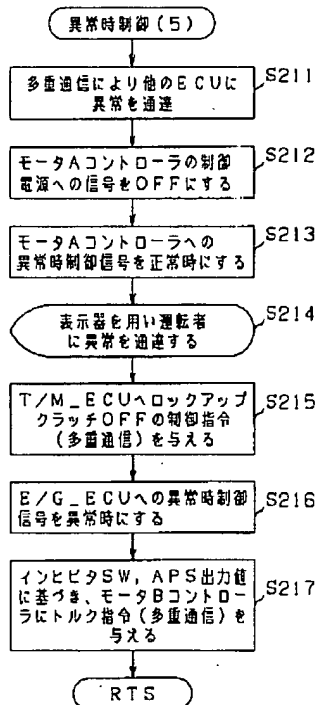 異常時制御(5)
S211
多重通信により他のECUに
異常を通達
S212
モータAコントローラの制御
電源への信号をOFFにする
S213
モータAコントローラへの
異常時制御信号を正常時にする
S214
表示器を用い運転者
に異常を通達する
S215
T/M_ECUへロックアップ
クラッチOFFの制御指令
(多重通信)を与える
S216
E/G_ECUへの異常時制御
信号を異常時にする
S217
インヒビタSW,APS出力値
に基づき、モータBコントロー
ラにトルク指令(多重通信)を
与える
RTS